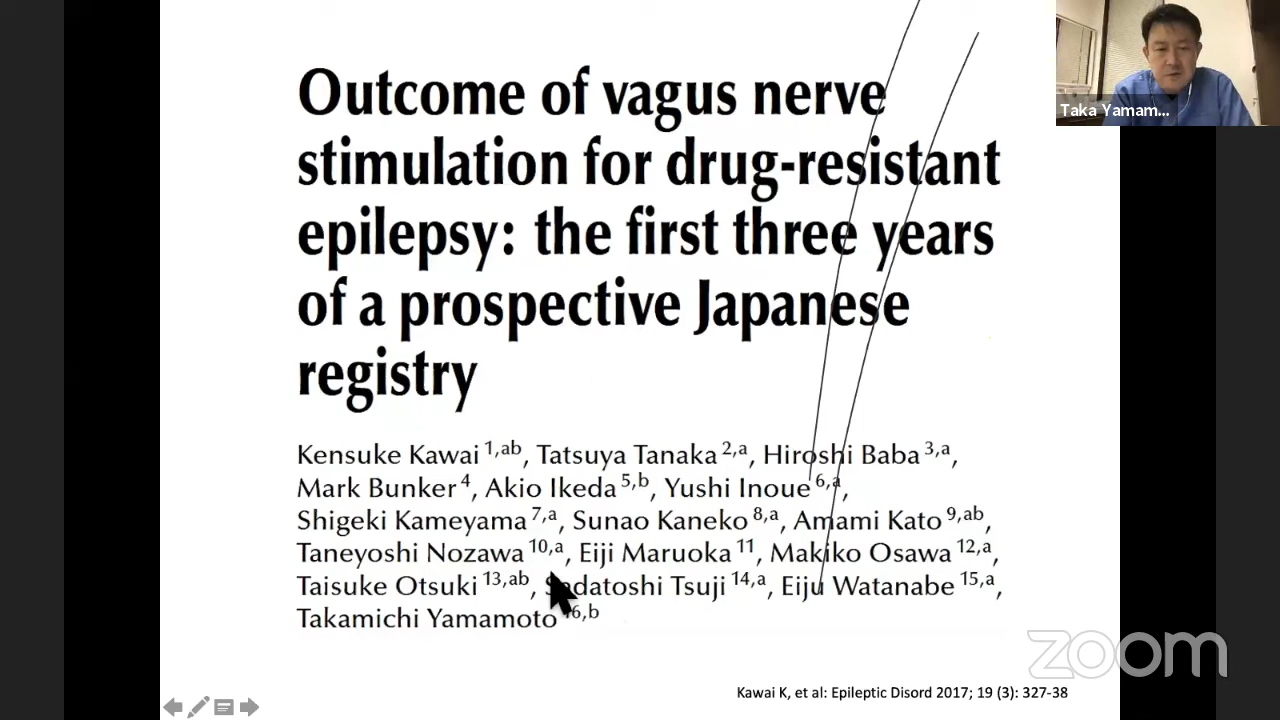 Outcome of vagus nerve
stimulation for drug-resistant
epilepsy: the first three years
of a prospective Japanese
registry
Kensuke Kawai 1,ab, Tatsuya Tanaka 2,a, Hiroshi Baba 3,a,
Mark Bunker 4, Akio Ikeda 5,b, Yushi Inoue 6,a,
Shigeki Kameyama 7,a, Sunao Kaneko 8,a, Amami Kato 9,ab,
Taneyoshi Nozawa 10,a, Eiji Maruoka 11, Makiko Osawa 12,a,
Taisuke Otsuki 13,ab, Tsuji 14,a, Eiju Watanabe 15,a,
Takamichi Yamamoto 6,b
Kawai K, et al: Epileptic Disord 2017; 19 (3): 327-38
Taka Yamam...
zoom